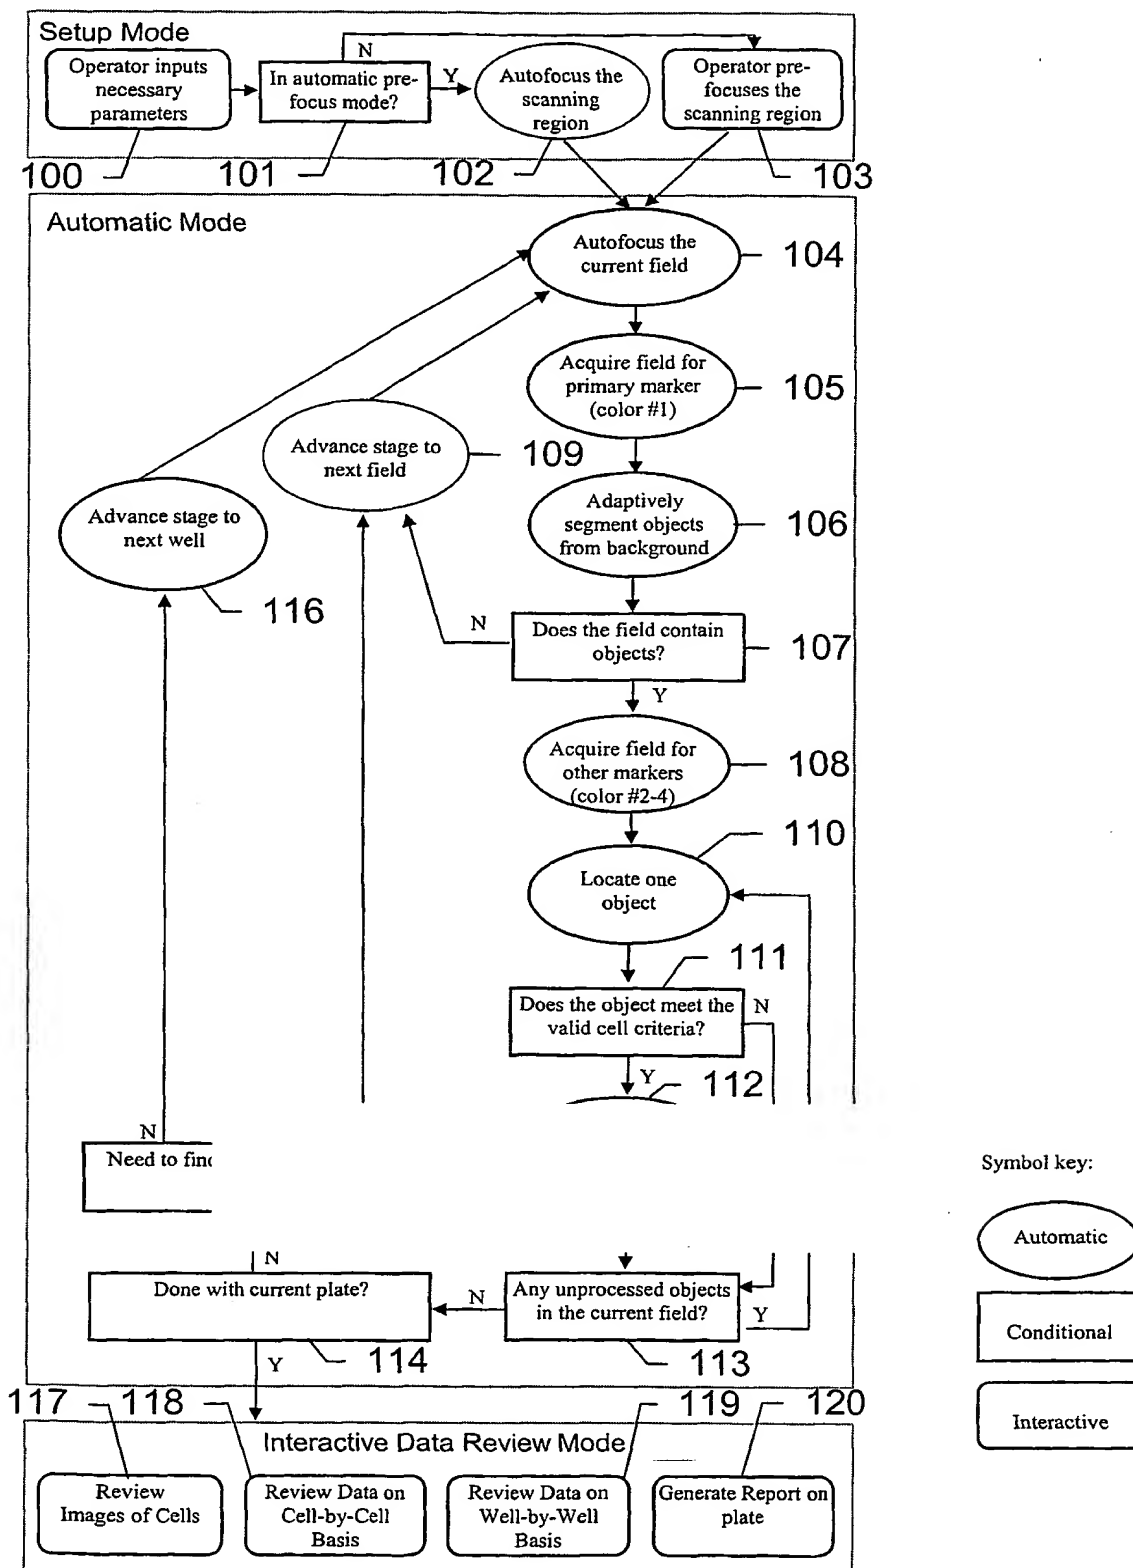 Setup Mode
Operator inputs
necessary
parameters
In automatic pre-
focus mode?
N
Y
Autofocus the
scanning
region
Operator pre-
focuses the
scanning region
100
101
102
103
Automatic Mode
Autofocus the
current field
104
Acquire field for
primary marker
(color #1)
105
Advance stage to
next field
109
Advance stage to
next well
116
Adaptively
segment objects
from background
106
N
Does the field contain
objects?
107
Y
Acquire field for
other markers
(color #2-4)
108
110
Locate one
object
111
Does the object meet the
valid cell criteria?
N
Y
112
N
Need to find
N
Done with current plate?
N
Any unprocessed objects
in the current field?
Y
Y
114
113
117
118
119
120
Interactive Data Review Mode
Review
Images of Cells
Review Data on
Cell-by-Cell
Basis
Review Data on
Well-by-Well
Basis
Generate Report on
plate
Symbol key:
Automatic
Conditional
Interactive